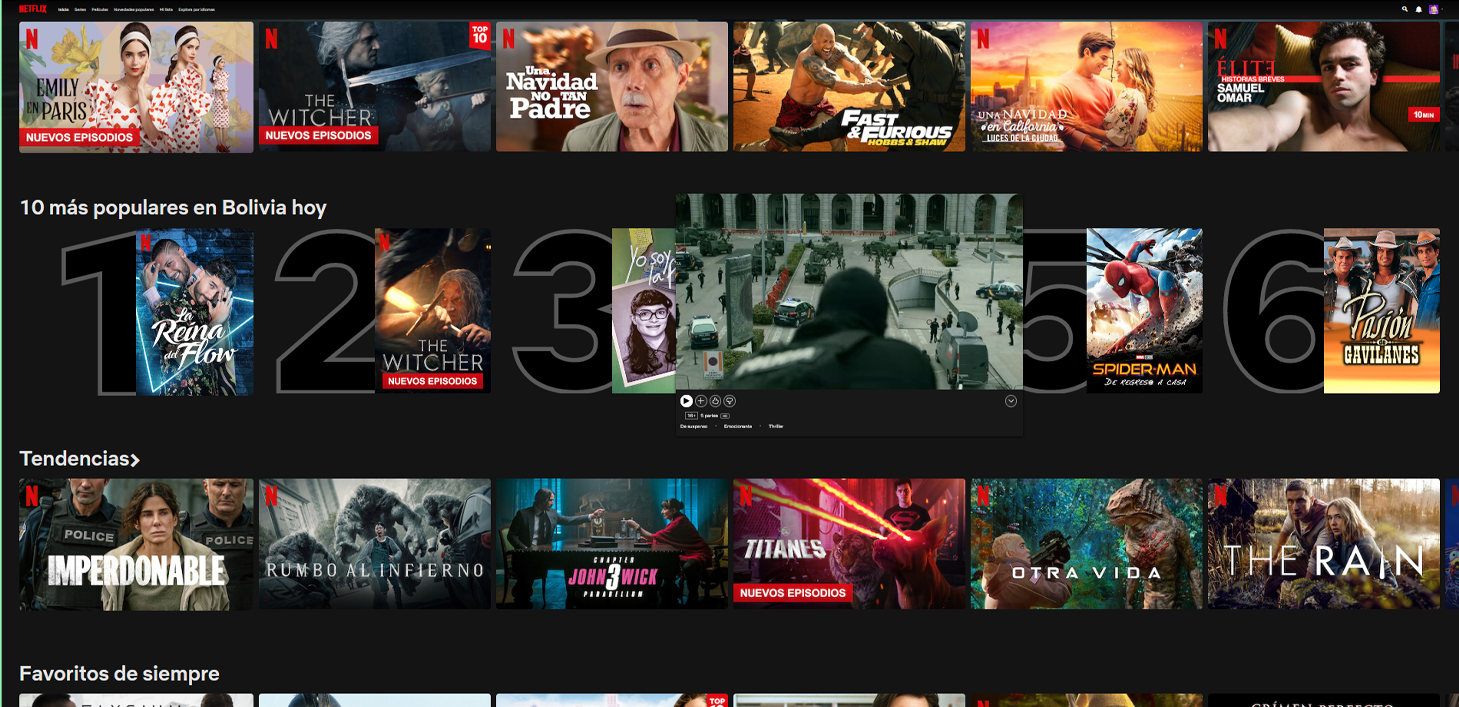 NETFLIX Inicio Series Películas Novedades populares Mi lista Explora por idiomas
N
EMILY
EN PARIS
NUEVOS EPISODIOS
N
TOP
10
THE
WITCHER
NUEVOS EPISODIOS
N
Una
Navidad
NO TAN
Padre
FAST
& FURIOUS
HOBBS & SHAW
N
UNA NAVIDAD
en California
LUCES DE LA CIUDAD
N
ÉLITE
HISTORIAS BREVES
SAMUEL
OMAR
10 MIN
10 más populares en Bolivia hoy
1
N
La
Reina
del Flow
2
N
THE
WITCHER
NUEVOS EPISODIOS
3
Yo soy
5
SPIDER-MAN
DE REGRESO A CASA
6
Pasión
DE
GAVILANES
16+ 5 partes HD
De suspenso Emocionante Thriller
Tendencias
N
POLICE
POLICE
IMPERDONABLE
N
RUMBO AL INFIERNO
CHAPTER
JOHN 3 WICK
PARABELLUM
N
TITANES
NUEVOS EPISODIOS
N
OTRA VIDA
N
THE RAIN
Favoritos de siempre
TOP
N
CRIMEN PERFECTO